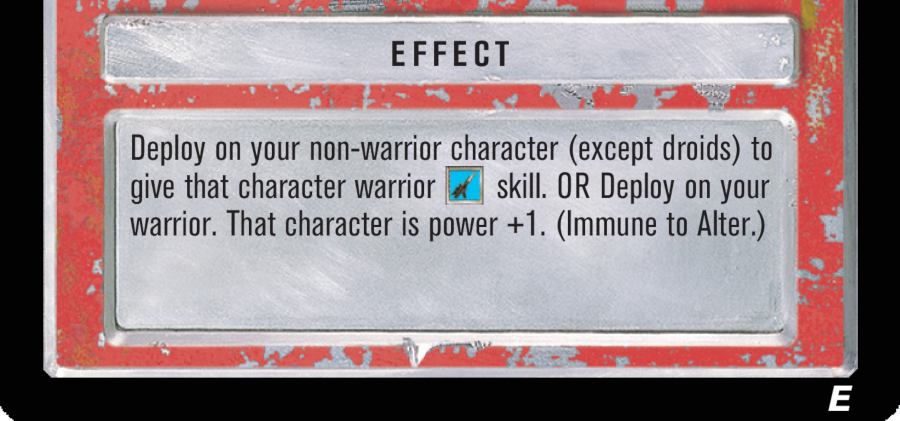 EFFECT
Deploy on your non-warrior character (except droids) to
give that character warrior skill. OR Deploy on your
warrior. That character is power +1. (Immune to Alter.)
E